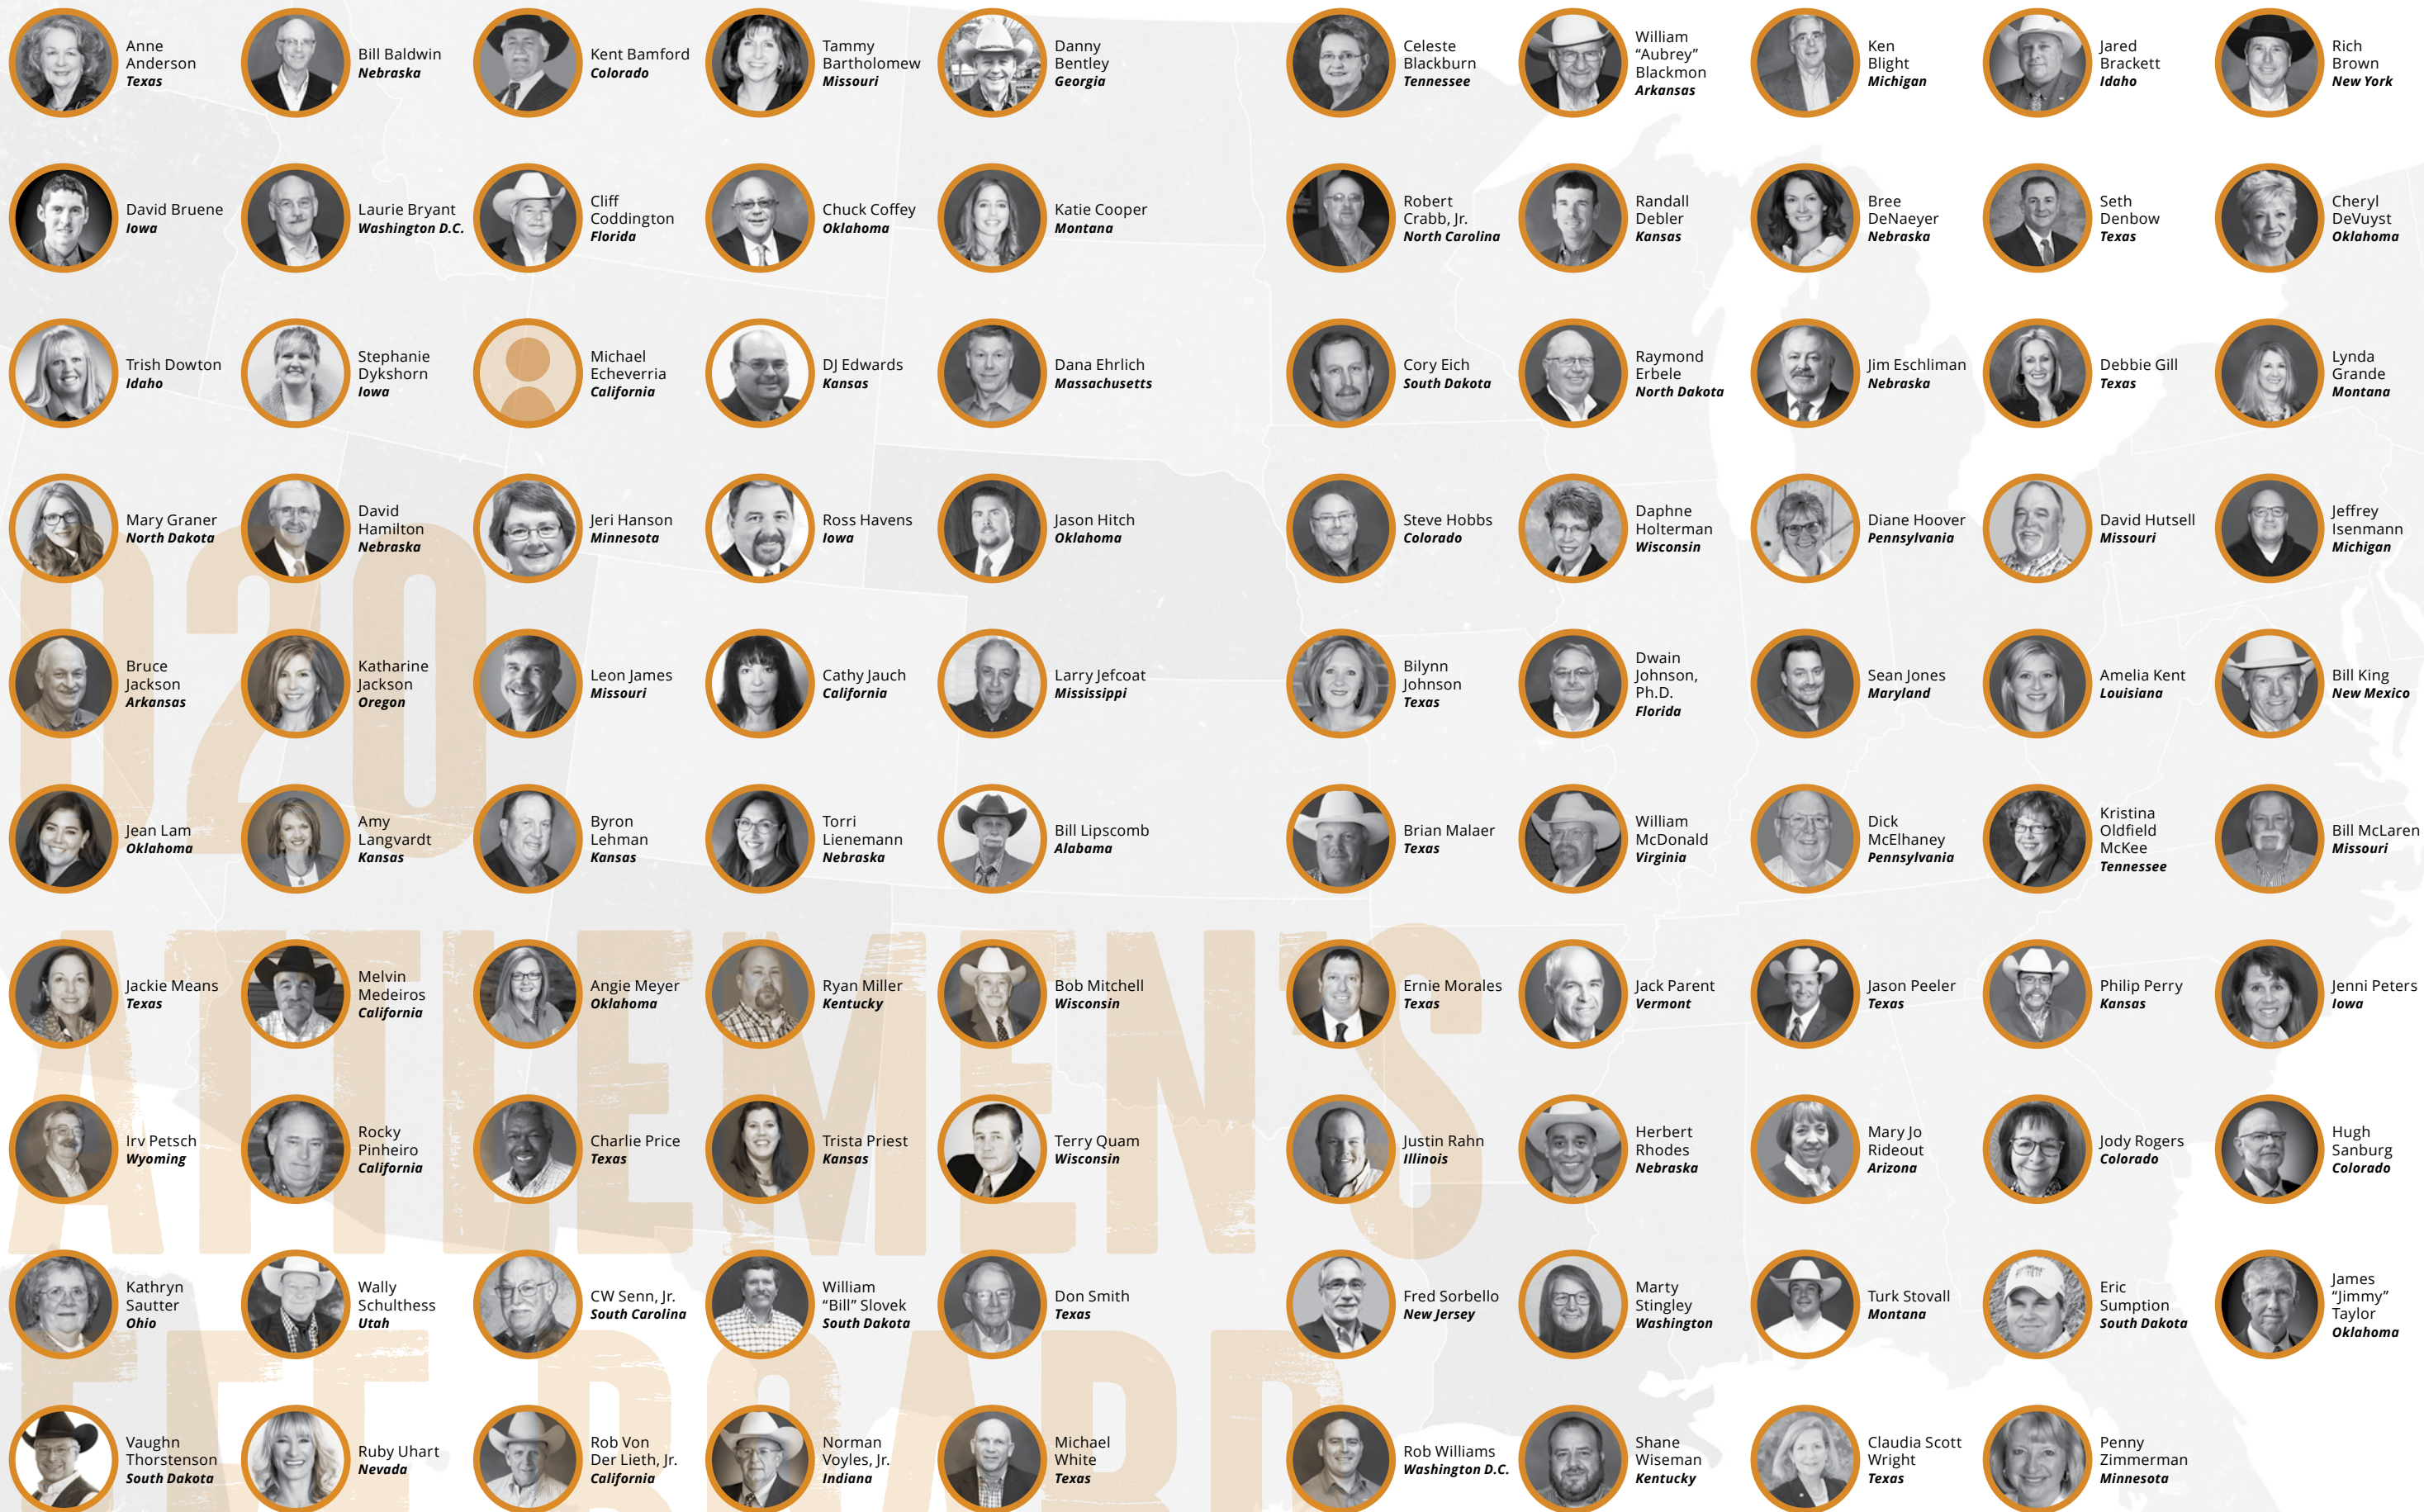 Anne
Anderson
Texas
Bill Baldwin
Nebraska
Kent Bamford
Colorado
Tammy
Bartholomew
Missouri
Danny
Bentley
Georgia
Celeste
Blackburn
Tennessee
William
“Aubrey”
Blackmon
Arkansas
Ken
Blight
Michigan
Jared
Brackett
Idaho
Rich
Brown
New York
David Bruene
Iowa
Laurie Bryant
Washington D.C.
Cliff
Coddington
Florida
Chuck Coffey
Oklahoma
Katie Cooper
Montana
Robert
Crabb, Jr.
North Carolina
Randall
Debler
Kansas
Bree
DeNaeyer
Nebraska
Seth
Denbow
Texas
Cheryl
DeVuyst
Oklahoma
Trish Dowton
Idaho
Stephanie
Dykshorn
Iowa
Michael
Echeverria
California
DJ Edwards
Kansas
Dana Ehrlich
Massachusetts
Cory Eich
South Dakota
Raymond
Erbele
North Dakota
Jim Eschliman
Nebraska
Debbie Gill
Texas
Lynda
Grande
Montana
Mary Graner
North Dakota
David
Hamilton
Nebraska
Jeri Hanson
Minnesota
Ross Havens
Iowa
Jason Hitch
Oklahoma
Steve Hobbs
Colorado
Daphne
Holterman
Wisconsin
Diane Hoover
Pennsylvania
David Hutsell
Missouri
Jeffrey
Isenmann
Michigan
020
Bruce
Jackson
Arkansas
Katharine
Jackson
Oregon
Leon James
Missouri
Cathy Jauch
California
Larry Jefcoat
Mississippi
Bilynn
Johnson
Texas
Dwain
Johnson,
Ph.D.
Florida
Sean Jones
Maryland
Amelia Kent
Louisiana
Bill King
New Mexico
Jean Lam
Oklahoma
Amy
Langvardt
Kansas
Byron
Lehman
Kansas
Torri
Lienemann
Nebraska
Bill Lipscomb
Alabama
Brian Malaer
Texas
William
McDonald
Virginia
Dick
McElhaney
Pennsylvania
Kristina
Oldfield
McKee
Tennessee
Bill McLaren
Missouri
Jackie Means
Texas
Melvin
Medeiros
California
Angie Meyer
Oklahoma
Ryan Miller
Kentucky
Bob Mitchell
Wisconsin
Ernie Morales
Texas
Jack Parent
Vermont
Jason Peeler
Texas
Philip Perry
Kansas
Jenni Peters
Iowa
ATTLEMEN'S
Irv Petsch
Wyoming
Rocky
Pinheiro
California
Charlie Price
Texas
Trista Priest
Kansas
Terry Quam
Wisconsin
Justin Rahn
Illinois
Herbert
Rhodes
Nebraska
Mary Jo
Rideout
Arizona
Jody Rogers
Colorado
Hugh
Sanburg
Colorado
Kathryn
Sautter
Ohio
Wally
Schulthess
Utah
CW Senn, Jr.
South Carolina
William
“Bill” Slovek
South Dakota
Don Smith
Texas
Fred Sorbello
New Jersey
Marty
Stingley
Washington
Turk Stovall
Montana
Eric
Sumption
South Dakota
James
“Jimmy”
Taylor
Oklahoma
EEF BOARD
Vaughn
Thorstenson
South Dakota
Ruby Uhart
Nevada
Rob Von
Der Lieth, Jr.
California
Norman
Voyles, Jr.
Indiana
Michael
White
Texas
Rob Williams
Washington D.C.
Shane
Wiseman
Kentucky
Claudia Scott
Wright
Texas
Penny
Zimmerman
Minnesota